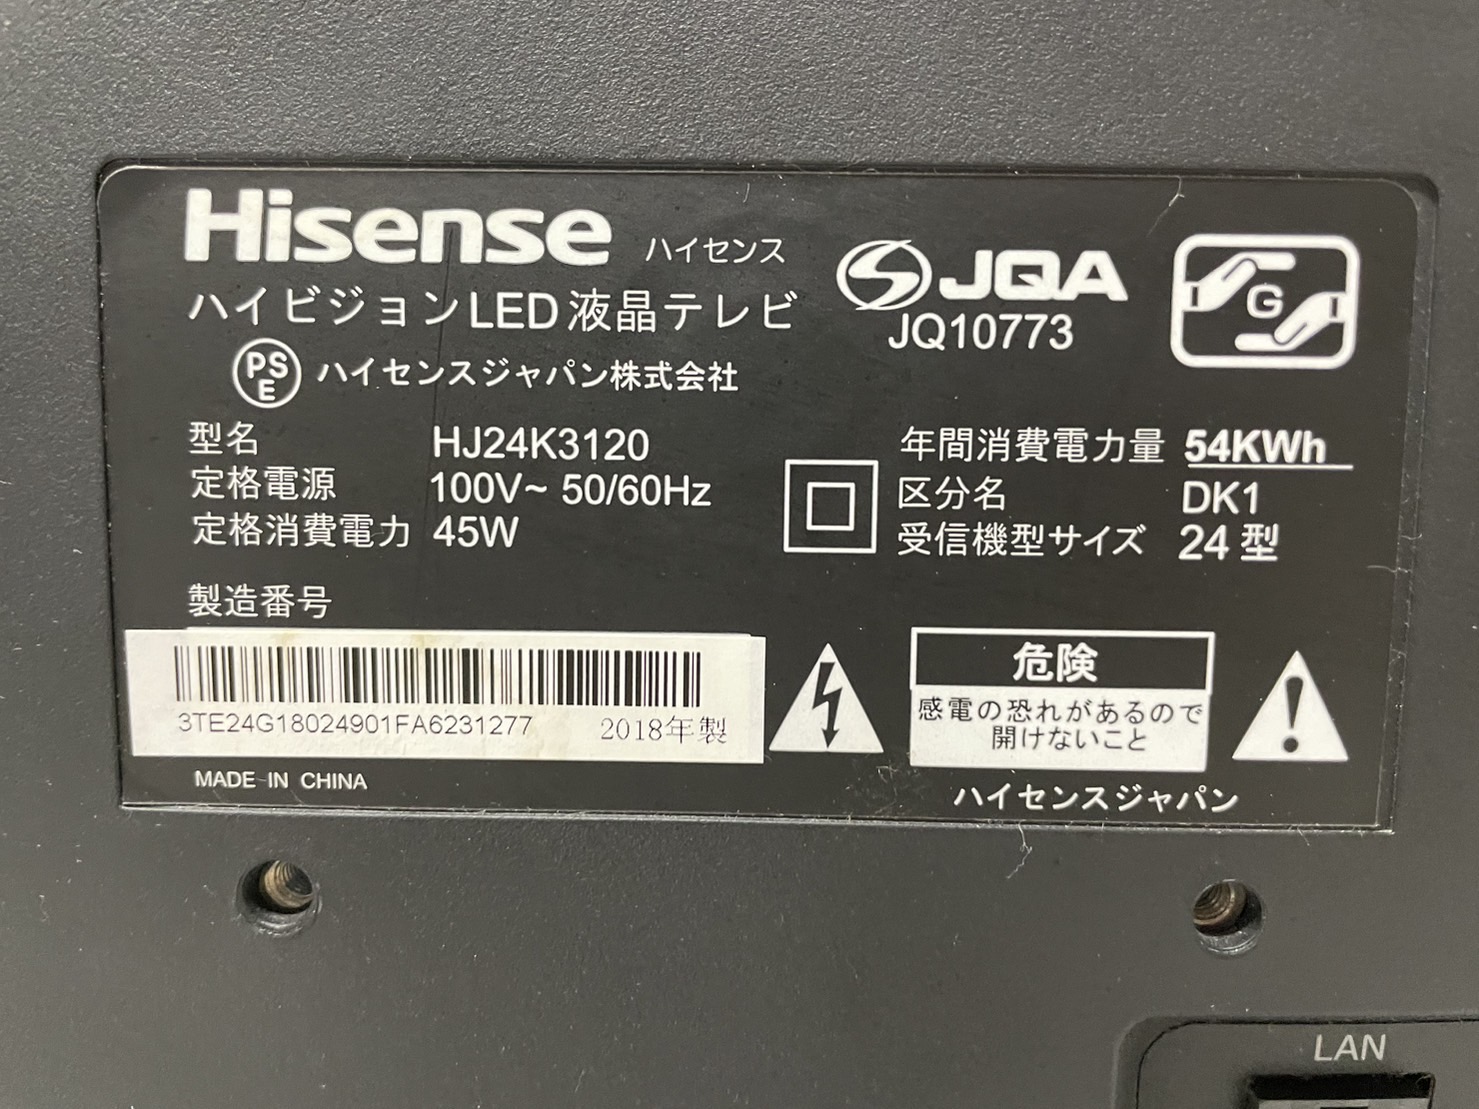 Hisense ハイセンス
ハイビジョンLED液晶テレビ
PSE ハイセンスジャパン株式会社
JQA
JQ10773
G
型名 HJ24K3120
定格電源 100V~ 50/60Hz
定格消費電力 45W
年間消費電力量 54KWh
区分名 DK1
受信機型サイズ 24型
製造番号
3TE24G18024901FA6231277 2018年製
MADE IN CHINA
危険
感電の恐れがあるので
開けないこと
ハイセンスジャパン
LAN